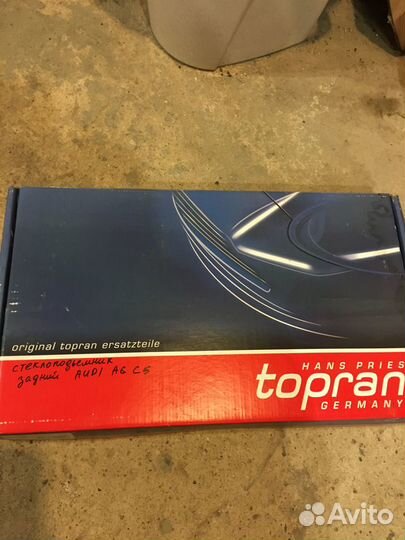 original topran ersatzteile
стеклоподъемник
задний AUDI A6 C5
HANS PRIES
topran
GERMANY
Avito